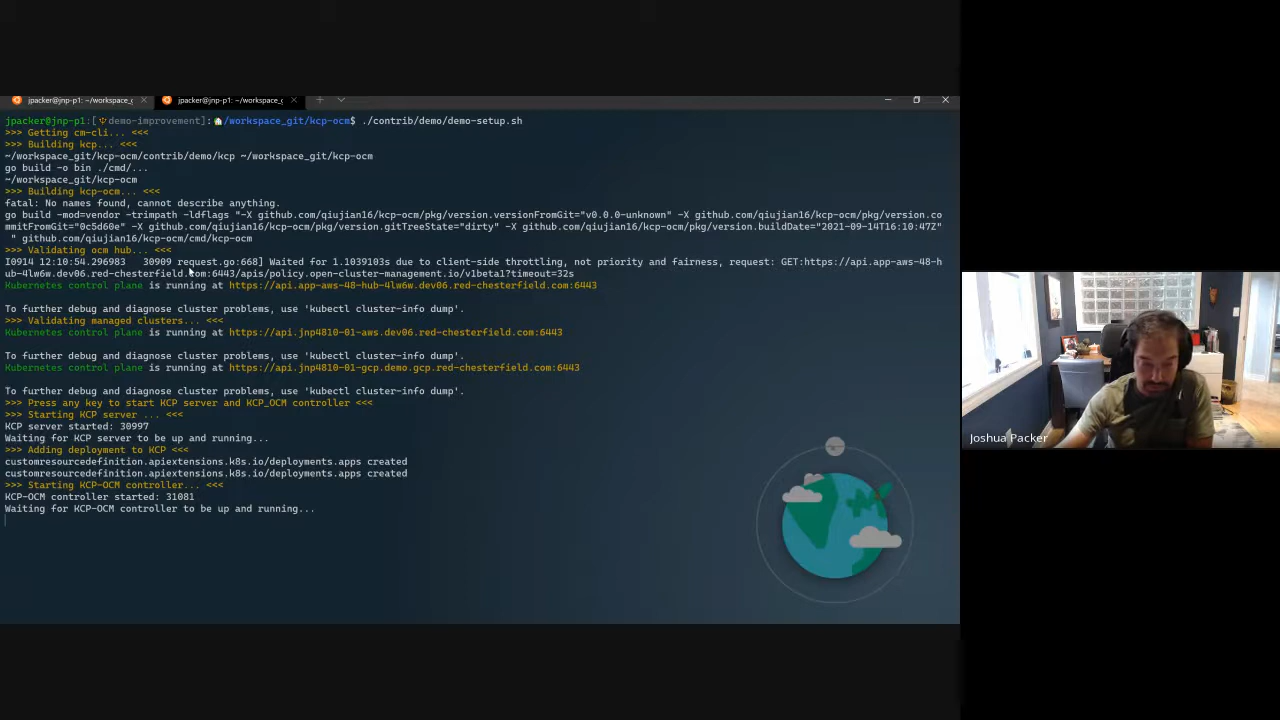 jpacker@jnp-p1: ~/workspace_g
jpacker@jnp-p1: ~/workspace_g
jpacker@jnp-p1:[ demo-improvement]: ~/workspace_git/kcp-ocm$ ./contrib/demo/demo-setup.sh
>>> Getting cm-cli... <<<
>>> Building kcp... <<<
~/workspace_git/kcp-ocm/contrib/demo/kcp ~/workspace_git/kcp-ocm
go build -o bin ./cmd/...
~/workspace_git/kcp-ocm
>>> Building kcp-ocm... <<<
fatal: No names found, cannot describe anything.
go build -mod=vendor -trimpath -ldflags "-X github.com/qiujian16/kcp-ocm/pkg/version.versionFromGit="v0.0.0-unknown" -X github.com/qiujian16/kcp-ocm/pkg/version.co
mmitFromGit="0c5d60e" -X github.com/qiujian16/kcp-ocm/pkg/version.gitTreeState="dirty" -X github.com/qiujian16/kcp-ocm/pkg/version.buildDate="2021-09-14T16:10:47Z"
" github.com/qiujian16/kcp-ocm/cmd/kcp-ocm
>>> Validating ocm hub... <<<
I0914 12:10:54.296983   30909 request.go:668] Waited for 1.1039103s due to client-side throttling, not priority and fairness, request: GET:https://api.app-aws-48-h
ub-4lw6w.dev06.red-chesterfield.com:6443/apis/policy.open-cluster-management.io/v1beta1?timeout=32s
Kubernetes control plane is running at https://api.app-aws-48-hub-4lw6w.dev06.red-chesterfield.com:6443
To further debug and diagnose cluster problems, use 'kubectl cluster-info dump'.
>>> Validating managed clusters... <<<
Kubernetes control plane is running at https://api.jnp4810-01-aws.dev06.red-chesterfield.com:6443
To further debug and diagnose cluster problems, use 'kubectl cluster-info dump'.
Kubernetes control plane is running at https://api.jnp4810-01-gcp.demo.gcp.red-chesterfield.com:6443
To further debug and diagnose cluster problems, use 'kubectl cluster-info dump'.
>>> Press any key to start KCP server and KCP_OCM controller <<<
>>> Starting KCP server ... <<<
KCP server started: 30997
Waiting for KCP server to be up and running...
>>> Adding deployment to KCP <<<
customresourcedefinition.apiextensions.k8s.io/deployments.apps created
customresourcedefinition.apiextensions.k8s.io/deployments.apps created
>>> Starting KCP-OCM controller... <<<
KCP-OCM controller started: 31081
Waiting for KCP-OCM controller to be up and running...
Joshua Packer